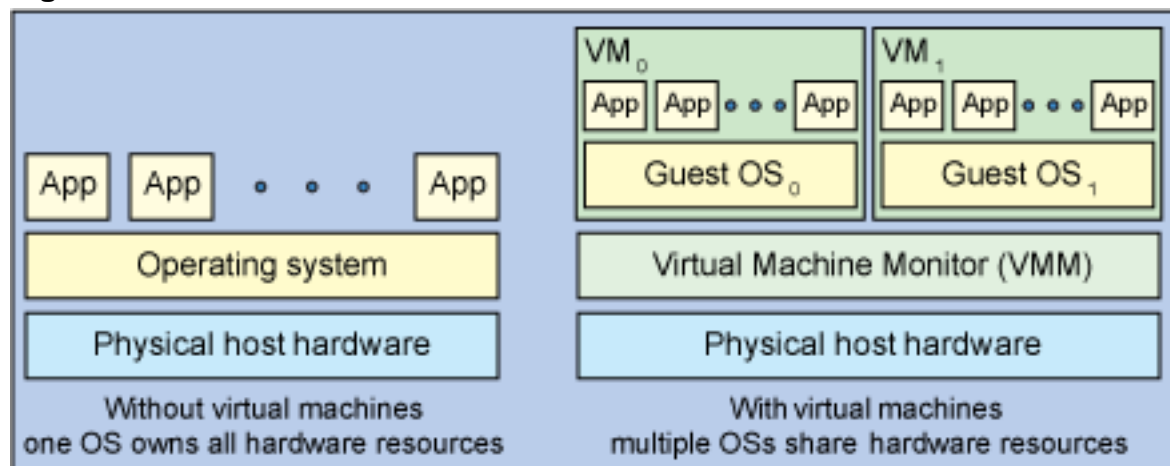 App App App
Operating system
Physical host hardware
Without virtual machines
one OS owns all hardware resources
VM₀
App App App
Guest OS₀
VM₁
App App App
Guest OS₁
Virtual Machine Monitor (VMM)
Physical host hardware
With virtual machines
multiple OSs share hardware resources